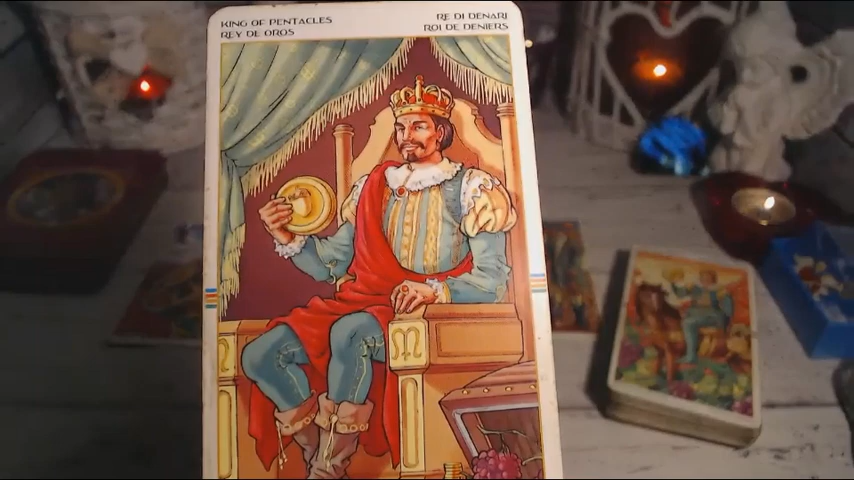 KING OF PENTACLES
REY DE OROS
RE DI DENARI
ROI DE DENIERS